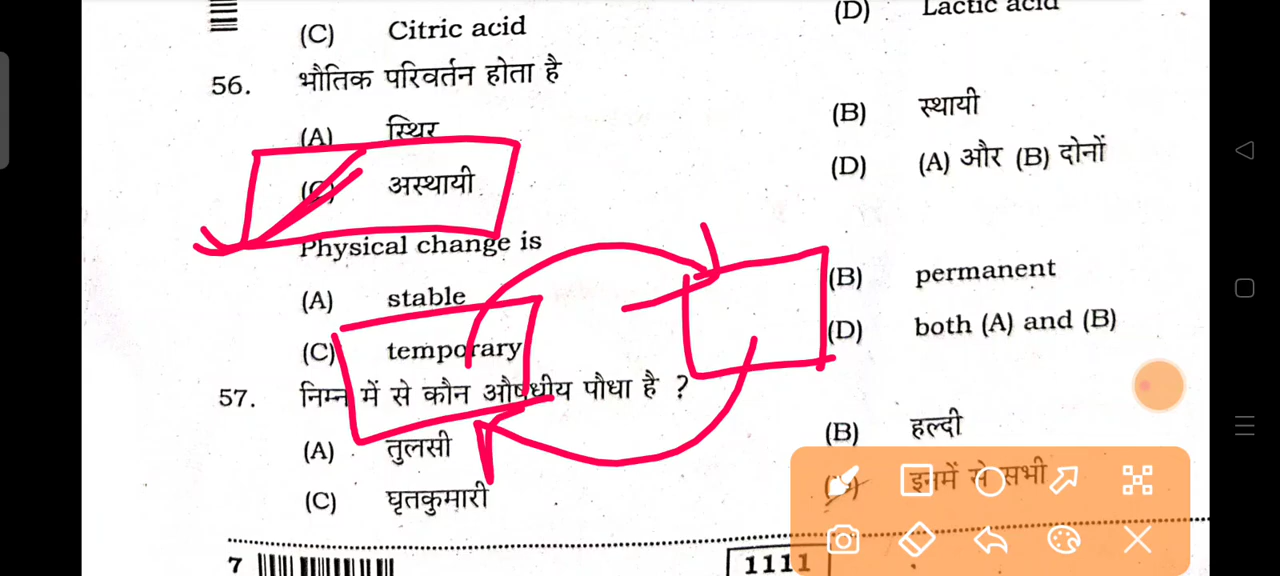 (C) Citric acid (D) Lactic acid
56. भौतिक परिवर्तन होता है
(A) स्थिर (B) स्थायी
(C) अस्थायी (D) (A) और (B) दोनों
Physical change is
(A) stable (B) permanent
(C) temporary (D) both (A) and (B)
57. निम्न में से कौन औषधीय पौधा है ?
(A) तुलसी (B) हल्दी
(C) घृतकुमारी (D) इनमें से सभी
7 1111